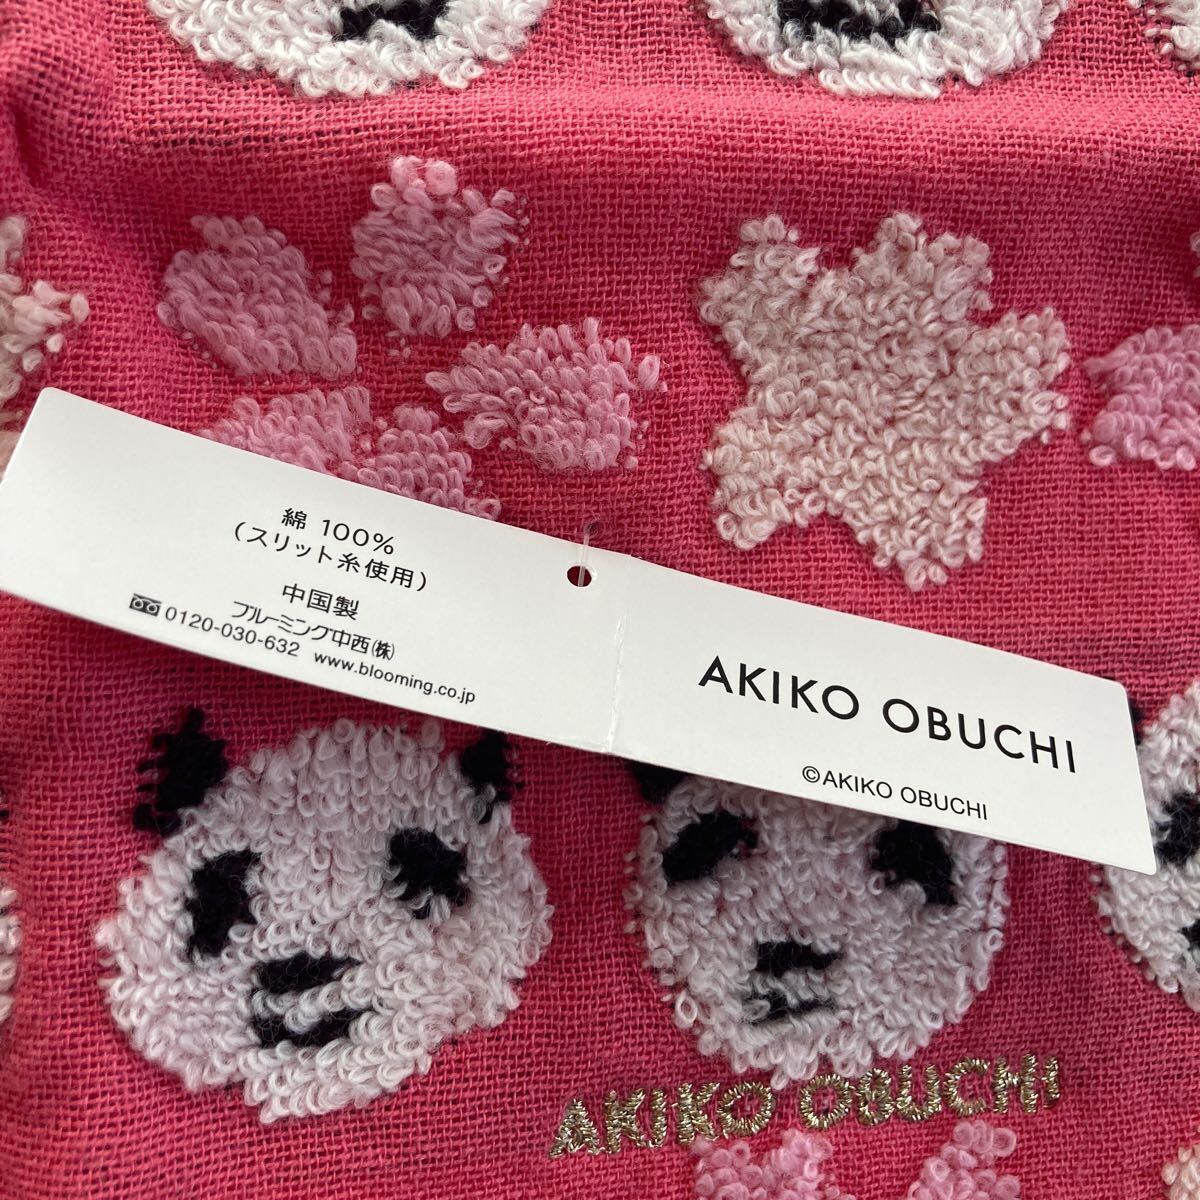 綿 100%
（スリット糸使用）
中国製
ブルーミング中西㈱
0120-030-632 www.blooming.co.jp
AKIKO OBUCHI
©AKIKO OBUCHI
AKIKO OBUCHI